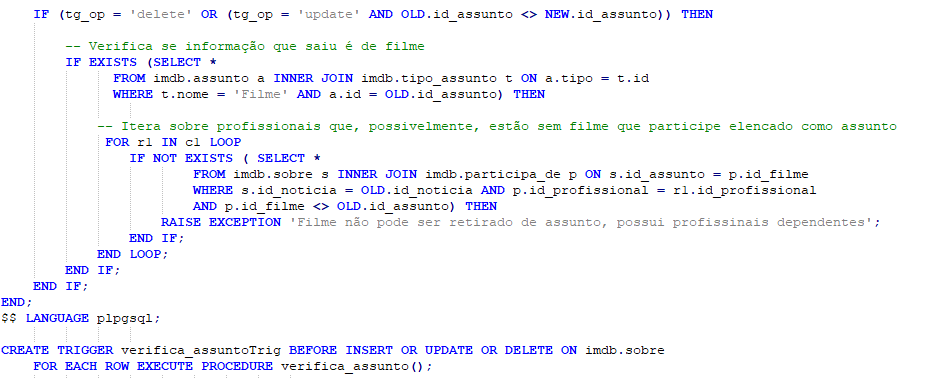 IF (tg_op = 'delete' OR (tg_op = 'update' AND OLD.id_assunto <> NEW.id_assunto)) THEN
-- Verifica se informação que saiu é de filme
IF EXISTS (SELECT *
FROM imdb.assunto a INNER JOIN imdb.tipo_assunto t ON a.tipo = t.id
WHERE t.nome = 'Filme' AND a.id = OLD.id_assunto) THEN
-- Itera sobre profissionais que, possivelmente, estão sem filme que participe elencado como assunto
FOR r1 IN c1 LOOP
IF NOT EXISTS ( SELECT *
FROM imdb.sobre s INNER JOIN imdb.participa_de p ON s.id_assunto = p.id_filme
WHERE s.id_noticia = OLD.id_noticia AND p.id_profissional = r1.id_profissional
AND p.id_filme <> OLD.id_assunto) THEN
RAISE EXCEPTION 'Filme não pode ser retirado de assunto, possui profissinais dependentes';
END IF;
END LOOP;
END IF;
END IF;
END;
$$ LANGUAGE plpgsql;
CREATE TRIGGER verifica_assuntoTrig BEFORE INSERT OR UPDATE OR DELETE ON imdb.sobre
FOR EACH ROW EXECUTE PROCEDURE verifica_assunto();